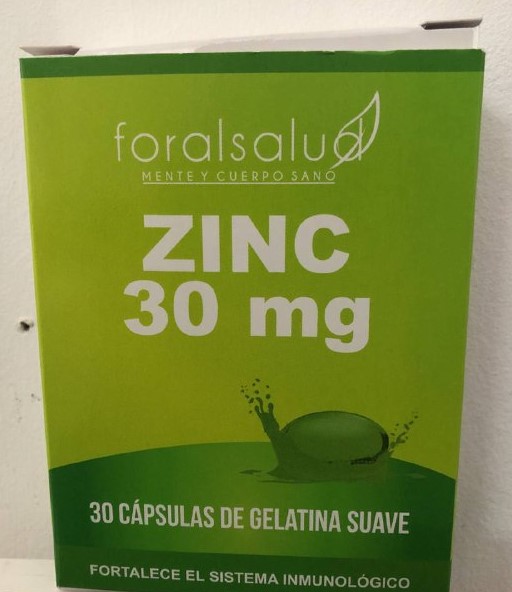 foralsalud
MENTE Y CUERPO SANO
ZINC
30 mg
30 CÁPSULAS DE GELATINA SUAVE
FORTALECE EL SISTEMA INMUNOLÓGICO